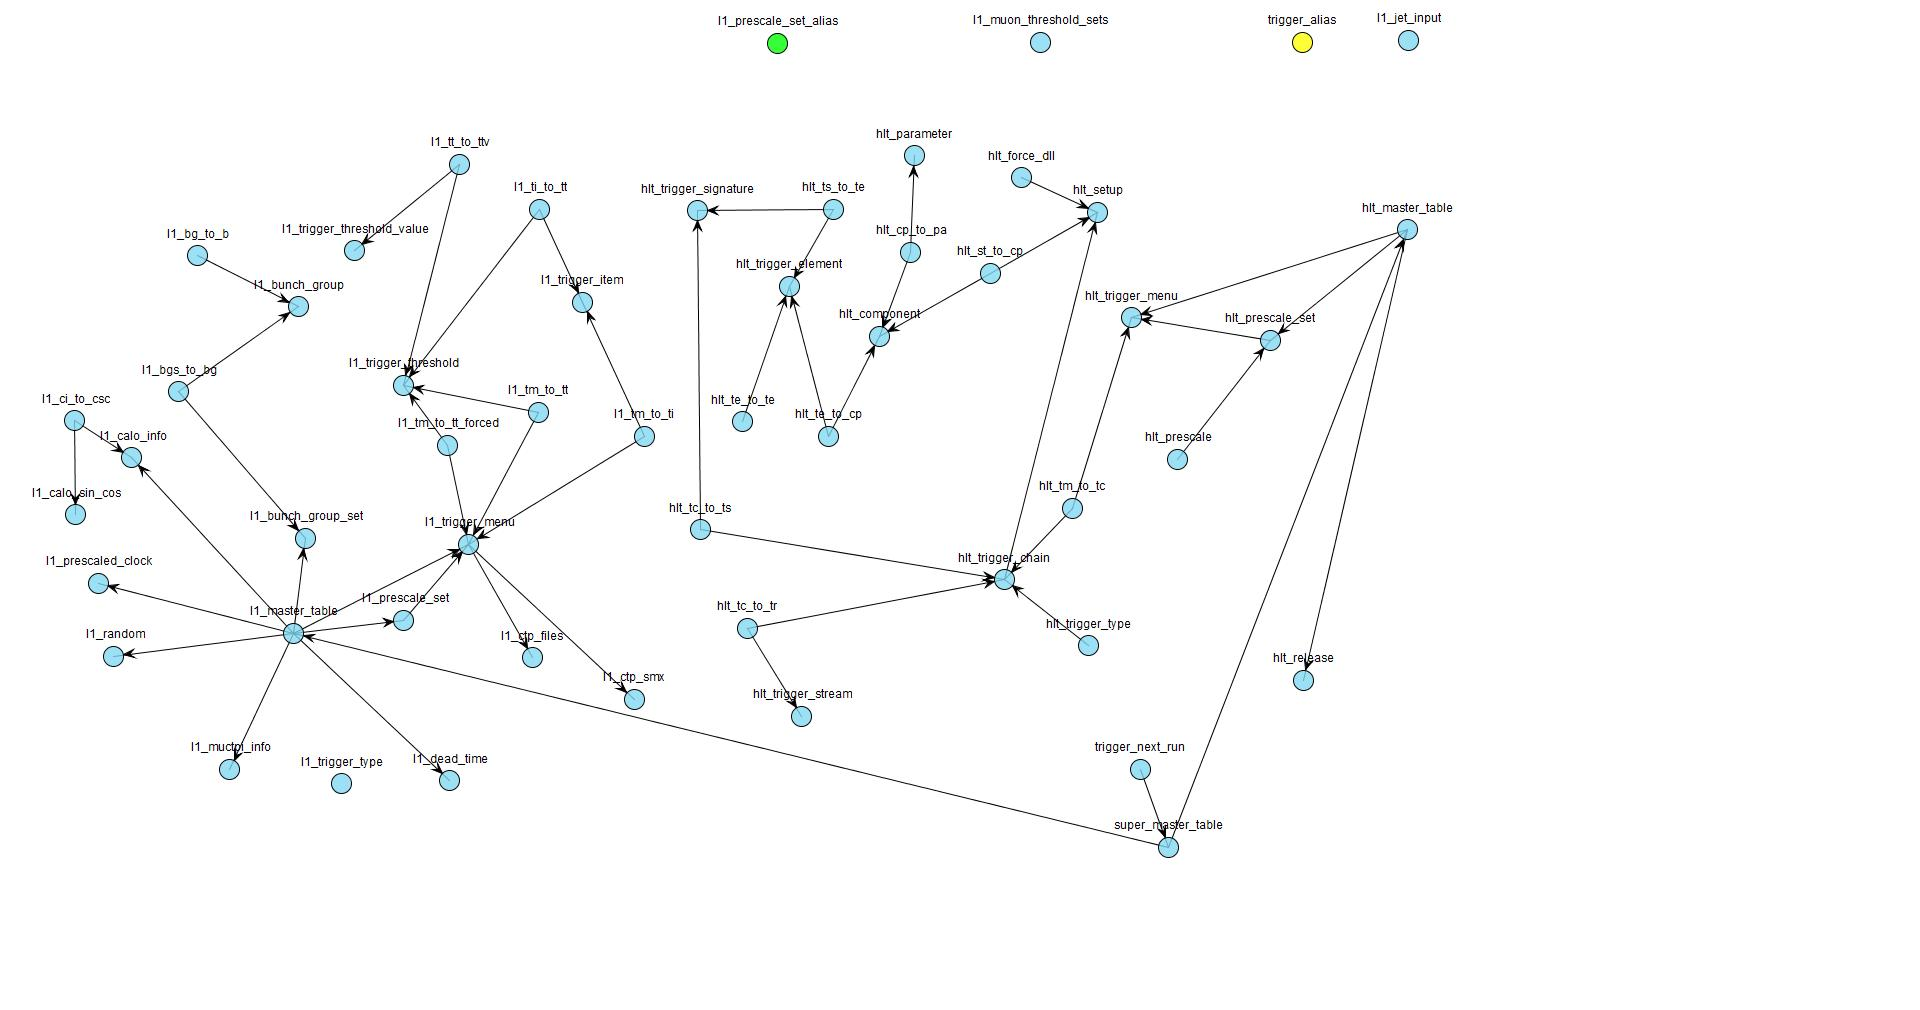 l1_prescale_set_alias
l1_muon_threshold_sets
trigger_alias
l1_jet_input
l1_tt_to_ttv
hlt_parameter
hlt_force_dll
l1_ti_to_tt
hlt_trigger_signature
hlt_ts_to_te
hlt_setup
hlt_master_table
l1_bg_to_b
l1_trigger_threshold_value
hlt_cp_to_pa
hlt_st_to_cp
hlt_trigger_element
l1_bunch_group
l1_trigger_item
hlt_trigger_menu
hlt_component
hlt_prescale_set
l1_bgs_to_bg
l1_trigger_threshold
l1_tm_to_tt
l1_ci_to_csc
hlt_te_to_te
l1_tm_to_tt_forced
l1_tm_to_ti
hlt_te_to_cp
l1_calo_info
hlt_prescale
l1_calo_sin_cos
hlt_tm_to_tc
l1_bunch_group_set
l1_trigger_menu
hlt_tc_to_ts
l1_prescaled_clock
hlt_trigger_chain
l1_master_table
l1_prescale_set
hlt_tc_to_tr
l1_random
l1_ctp_files
hlt_trigger_type
hlt_release
l1_ctp_smx
hlt_trigger_stream
l1_muctpi_info
l1_trigger_type
l1_dead_time
trigger_next_run
super_master_table